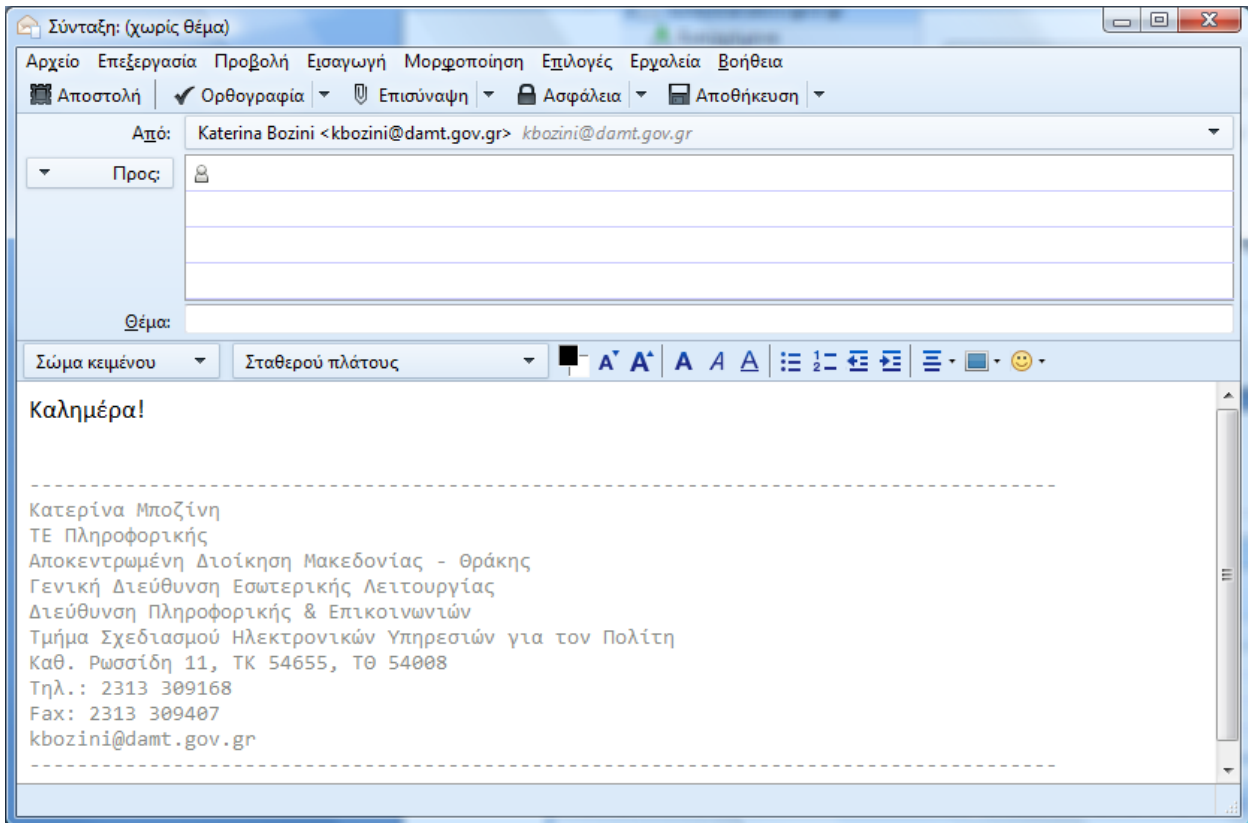 Σύνταξη: (χωρίς θέμα)
Αρχείο Επεξεργασία Προβολή Εισαγωγή Μορφοποίηση Επιλογές Εργαλεία Βοήθεια
Αποστολή Ορθογραφία Επισύναψη Ασφάλεια Αποθήκευση
Από: Katerina Bozini <kbozini@damt.gov.gr> kbozini@damt.gov.gr
Προς:
Θέμα:
Σώμα κειμένου Σταθερού πλάτους
Καλημέρα!
--------------------------------------------------------------------------------------
Κατερίνα Μποζίνη
ΤΕ Πληροφορικής
Αποκεντρωμένη Διοίκηση Μακεδονίας - Θράκης
Γενική Διεύθυνση Εσωτερικής Λειτουργίας
Διεύθυνση Πληροφορικής & Επικοινωνιών
Τμήμα Σχεδιασμού Ηλεκτρονικών Υπηρεσιών για τον Πολίτη
Καθ. Ρωσσίδη 11, ΤΚ 54655, ΤΘ 54008
Τηλ.: 2313 309168
Fax: 2313 309407
kbozini@damt.gov.gr
--------------------------------------------------------------------------------------